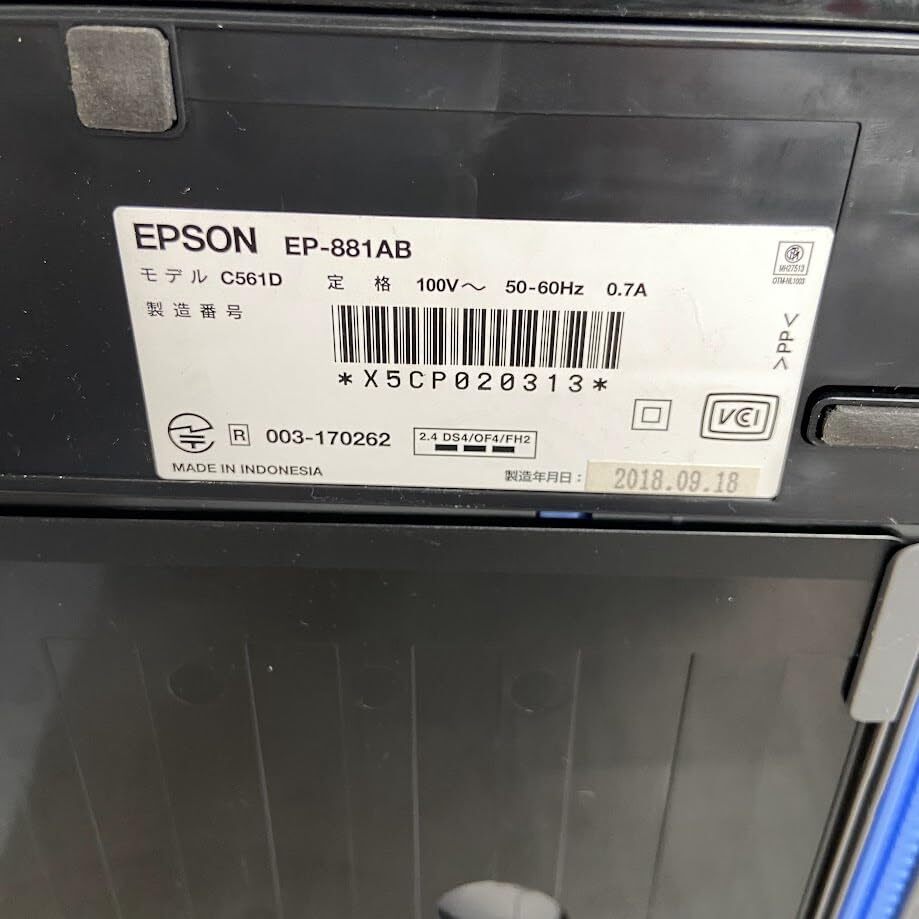 EPSON EP-881AB
モデル C561D 定格 100V～ 50-60Hz 0.7A
製造番号
*X5CP020313*
MH27513
>PP<
R 003-170262 2.4 DS4/OF4/FH2
VCCI
MADE IN INDONESIA 製造年月日： 2018.09.18